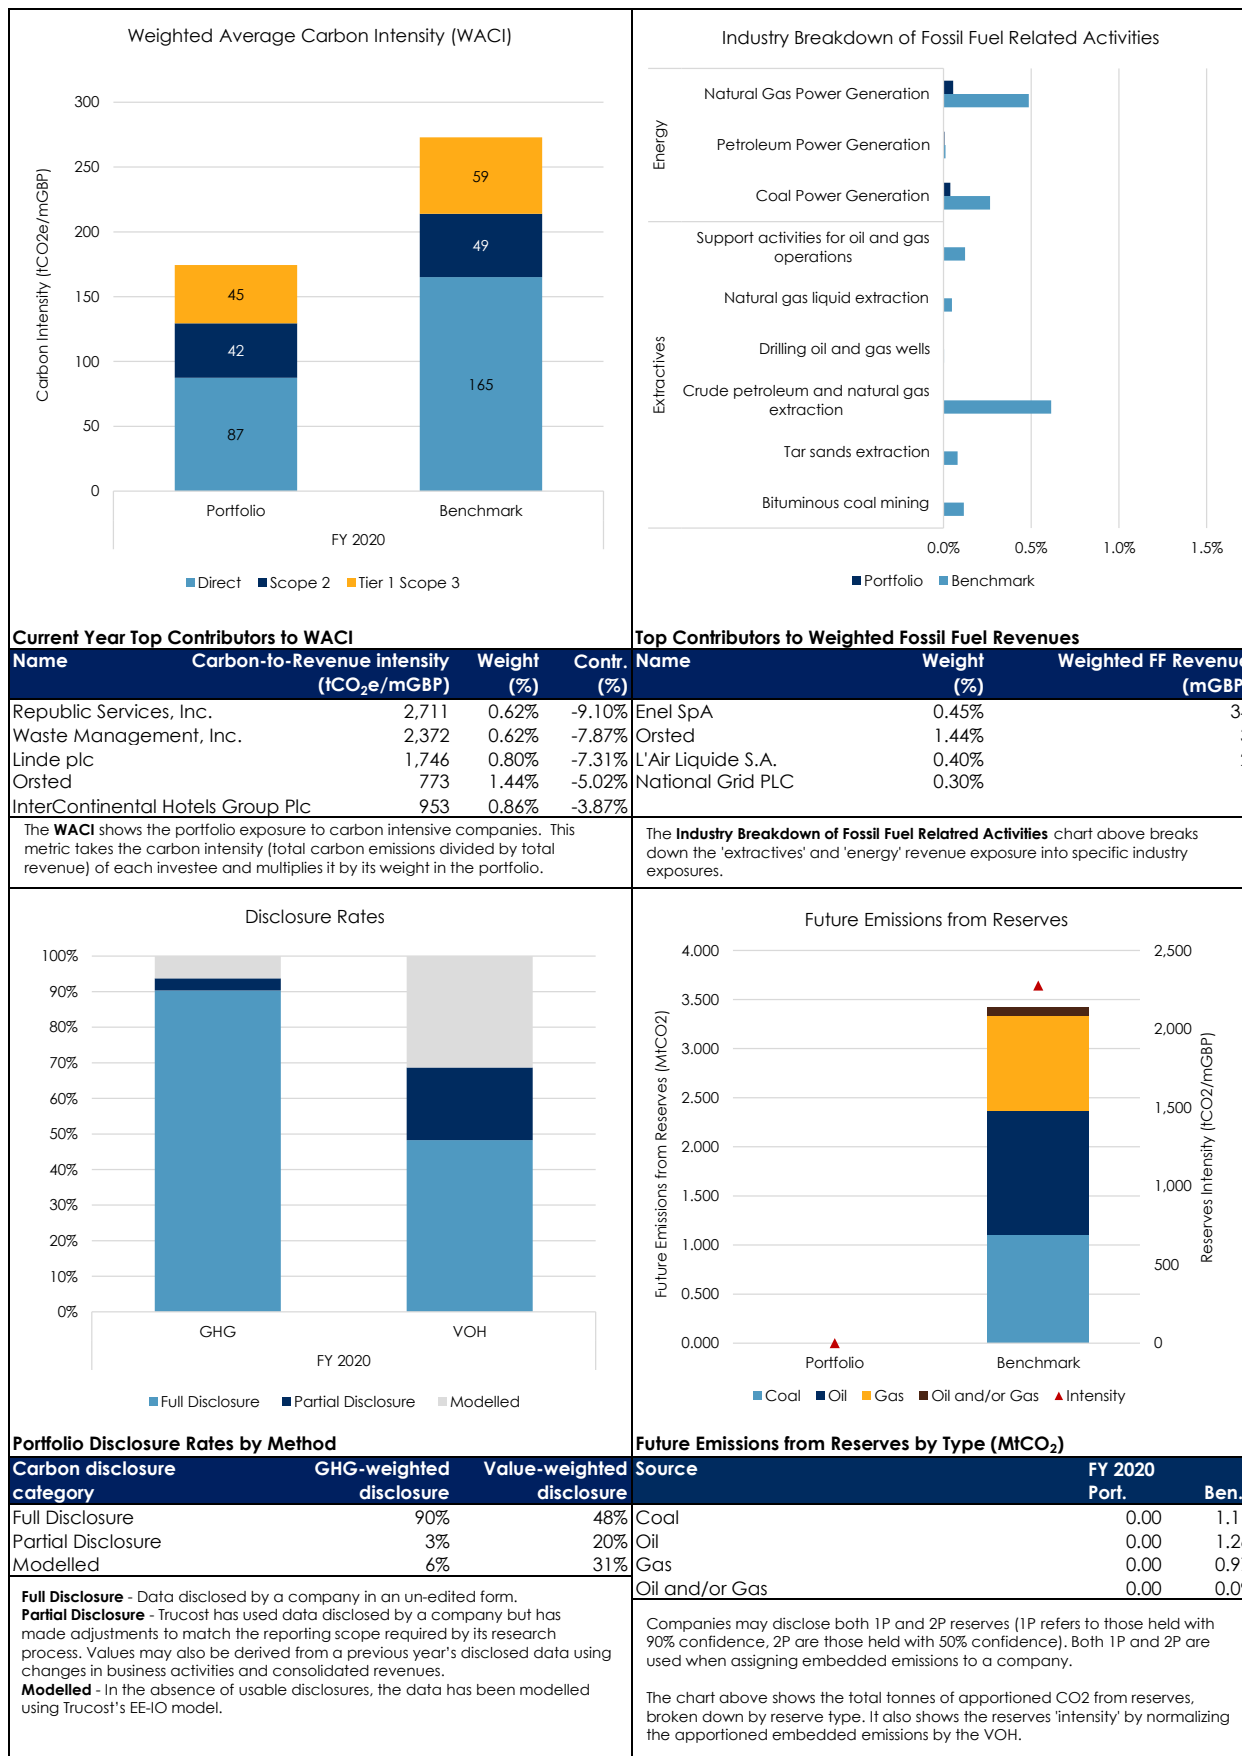 Weighted Average Carbon Intensity (WACI)
300
250
200
150
100
50
0
Carbon Intensity (tCO2e/mGBP)
45
42
87
59
49
165
Portfolio
Benchmark
FY 2020
Direct Scope 2 Tier 1 Scope 3
Industry Breakdown of Fossil Fuel Related Activities
Energy
Natural Gas Power Generation
Petroleum Power Generation
Coal Power Generation
Extractives
Support activities for oil and gas
operations
Natural gas liquid extraction
Drilling oil and gas wells
Crude petroleum and natural gas
extraction
Tar sands extraction
Bituminous coal mining
0.0% 0.5% 1.0% 1.5%
Portfolio Benchmark
Current Year Top Contributors to WACI
Name Carbon-to-Revenue intensity Weight Contr.
(tCO2e/mGBP) (%) (%)
Republic Services, Inc. 2,711 0.62% -9.10%
Waste Management, Inc. 2,372 0.62% -7.87%
Linde plc 1,746 0.80% -7.31%
Orsted 773 1.44% -5.02%
InterContinental Hotels Group Plc 953 0.86% -3.87%
The WACI shows the portfolio exposure to carbon intensive companies. This
metric takes the carbon intensity (total carbon emissions divided by total
revenue) of each investee and multiplies it by its weight in the portfolio.
Top Contributors to Weighted Fossil Fuel Revenues
Name Weight Weighted FF Revenue
(%) (mGBP
Enel SpA 0.45%
Orsted 1.44%
L'Air Liquide S.A. 0.40%
National Grid PLC 0.30%
The Industry Breakdown of Fossil Fuel Relatred Activities chart above breaks
down the 'extractives' and 'energy' revenue exposure into specific industry
exposures.
Disclosure Rates
100%
90%
80%
70%
60%
50%
40%
30%
20%
10%
0%
GHG VOH
FY 2020
Full Disclosure Partial Disclosure Modelled
Future Emissions from Reserves
Future Emissions from Reserves (MtCO2)
4.000
3.500
3.000
2.500
2.000
1.500
1.000
0.500
0.000
2,500
2,000
1,500
1,000
500
0
Reserves Intensity (tCO2/mGBP)
Portfolio Benchmark
Coal Oil Gas Oil and/or Gas Intensity
Portfolio Disclosure Rates by Method
Carbon disclosure GHG-weighted Value-weighted
category disclosure disclosure
Full Disclosure 90% 48%
Partial Disclosure 3% 20%
Modelled 6% 31%
Full Disclosure - Data disclosed by a company in an un-edited form.
Partial Disclosure - Trucost has used data disclosed by a company but has
made adjustments to match the reporting scope required by its research
process. Values may also be derived from a previous year's disclosed data using
changes in business activities and consolidated revenues.
Modelled - In the absence of usable disclosures, the data has been modelled
using Trucost's EE-IO model.
Future Emissions from Reserves by Type (MtCO2)
Source FY 2020
Port. Ben.
Coal 0.00 1.1
Oil 0.00 1.2
Gas 0.00 0.9
Oil and/or Gas 0.00 0.0
Companies may disclose both 1P and 2P reserves (1P refers to those held with
90% confidence, 2P are those held with 50% confidence). Both 1P and 2P are
used when assigning embedded emissions to a company.
The chart above shows the total tonnes of apportioned CO2 from reserves,
broken down by reserve type. It also shows the reserves 'intensity' by normalizing
the apportioned embedded emissions by the VOH.